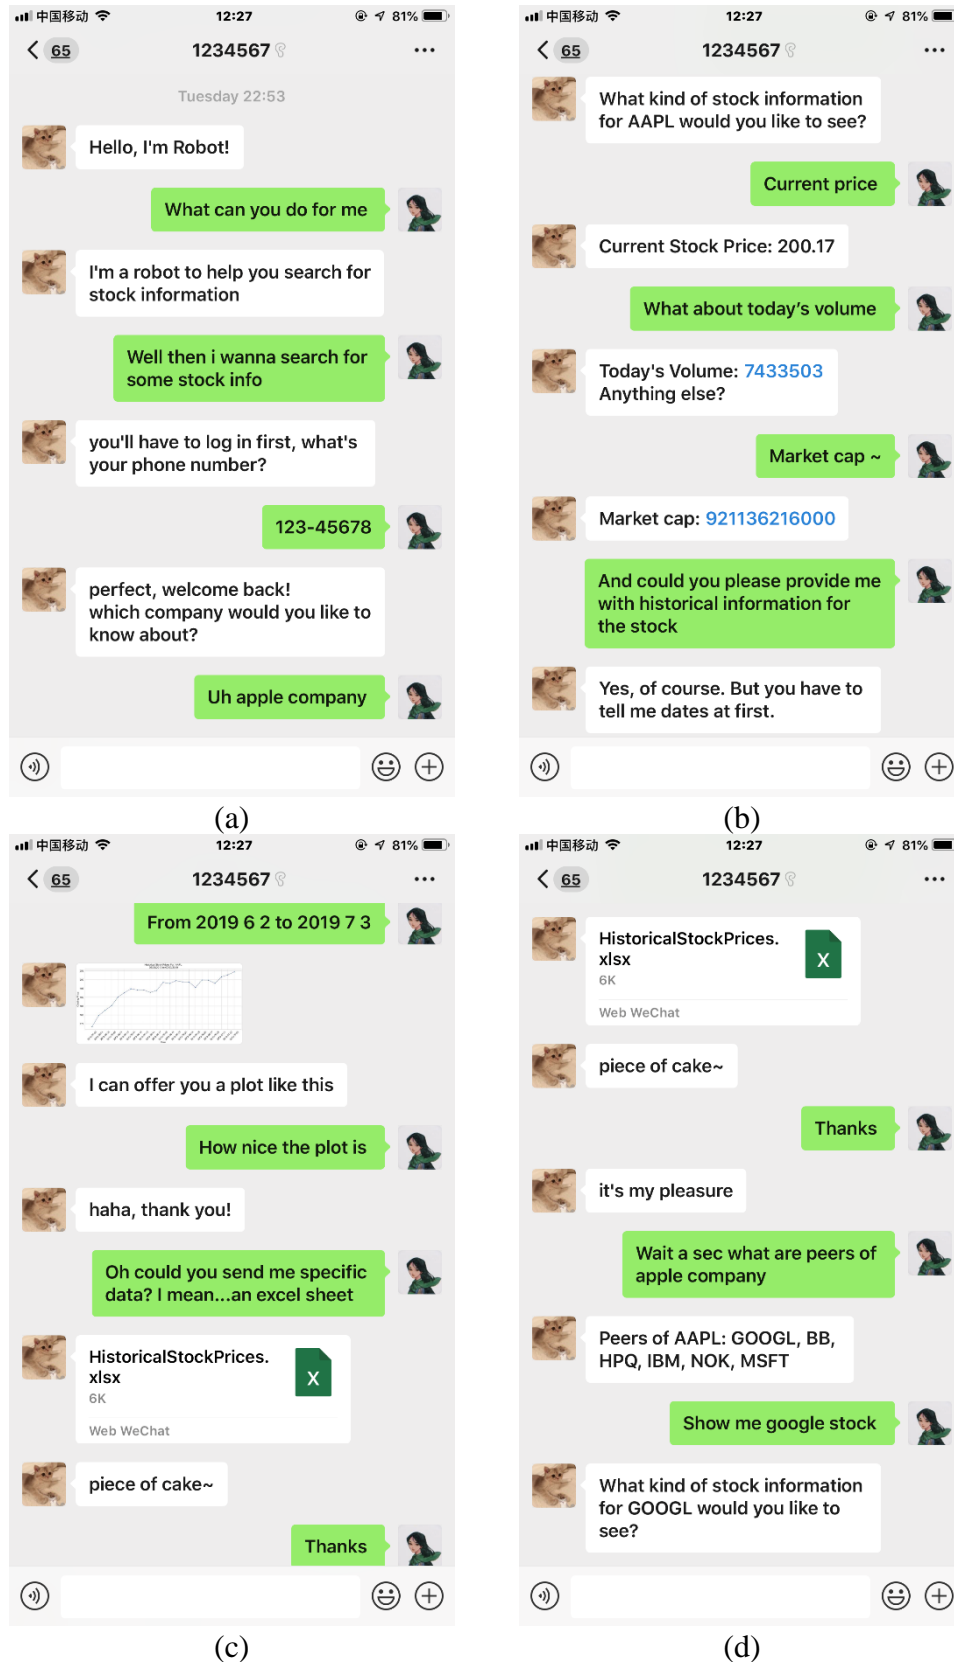 中国移动
12:27
81%
65
1234567
Tuesday 22:53
Hello, I'm Robot!
What can you do for me
I'm a robot to help you search for
stock information
Well then i wanna search for
some stock info
you'll have to log in first, what's
your phone number?
123-45678
perfect, welcome back!
which company would you like to
know about?
Uh apple company
(a)
中国移动
12:27
81%
65
1234567
What kind of stock information
for AAPL would you like to see?
Current price
Current Stock Price: 200.17
What about today's volume
Today's Volume: 7433503
Anything else?
Market cap ~
Market cap: 921136216000
And could you please provide me
with historical information for
the stock
Yes, of course. But you have to
tell me dates at first.
(b)
中国移动
12:27
81%
65
1234567
From 2019 6 2 to 2019 7 3
I can offer you a plot like this
How nice the plot is
haha, thank you!
Oh could you send me specific
data? I mean...an excel sheet
HistoricalStockPrices.
xlsx
6K
X
Web WeChat
piece of cake~
Thanks
(c)
中国移动
12:27
81%
65
1234567
HistoricalStockPrices.
xlsx
6K
X
Web WeChat
piece of cake~
Thanks
it's my pleasure
Wait a sec what are peers of
apple company
Peers of AAPL: GOOGL, BB,
HPQ, IBM, NOK, MSFT
Show me google stock
What kind of stock information
for GOOGL would you like to
see?
(d)